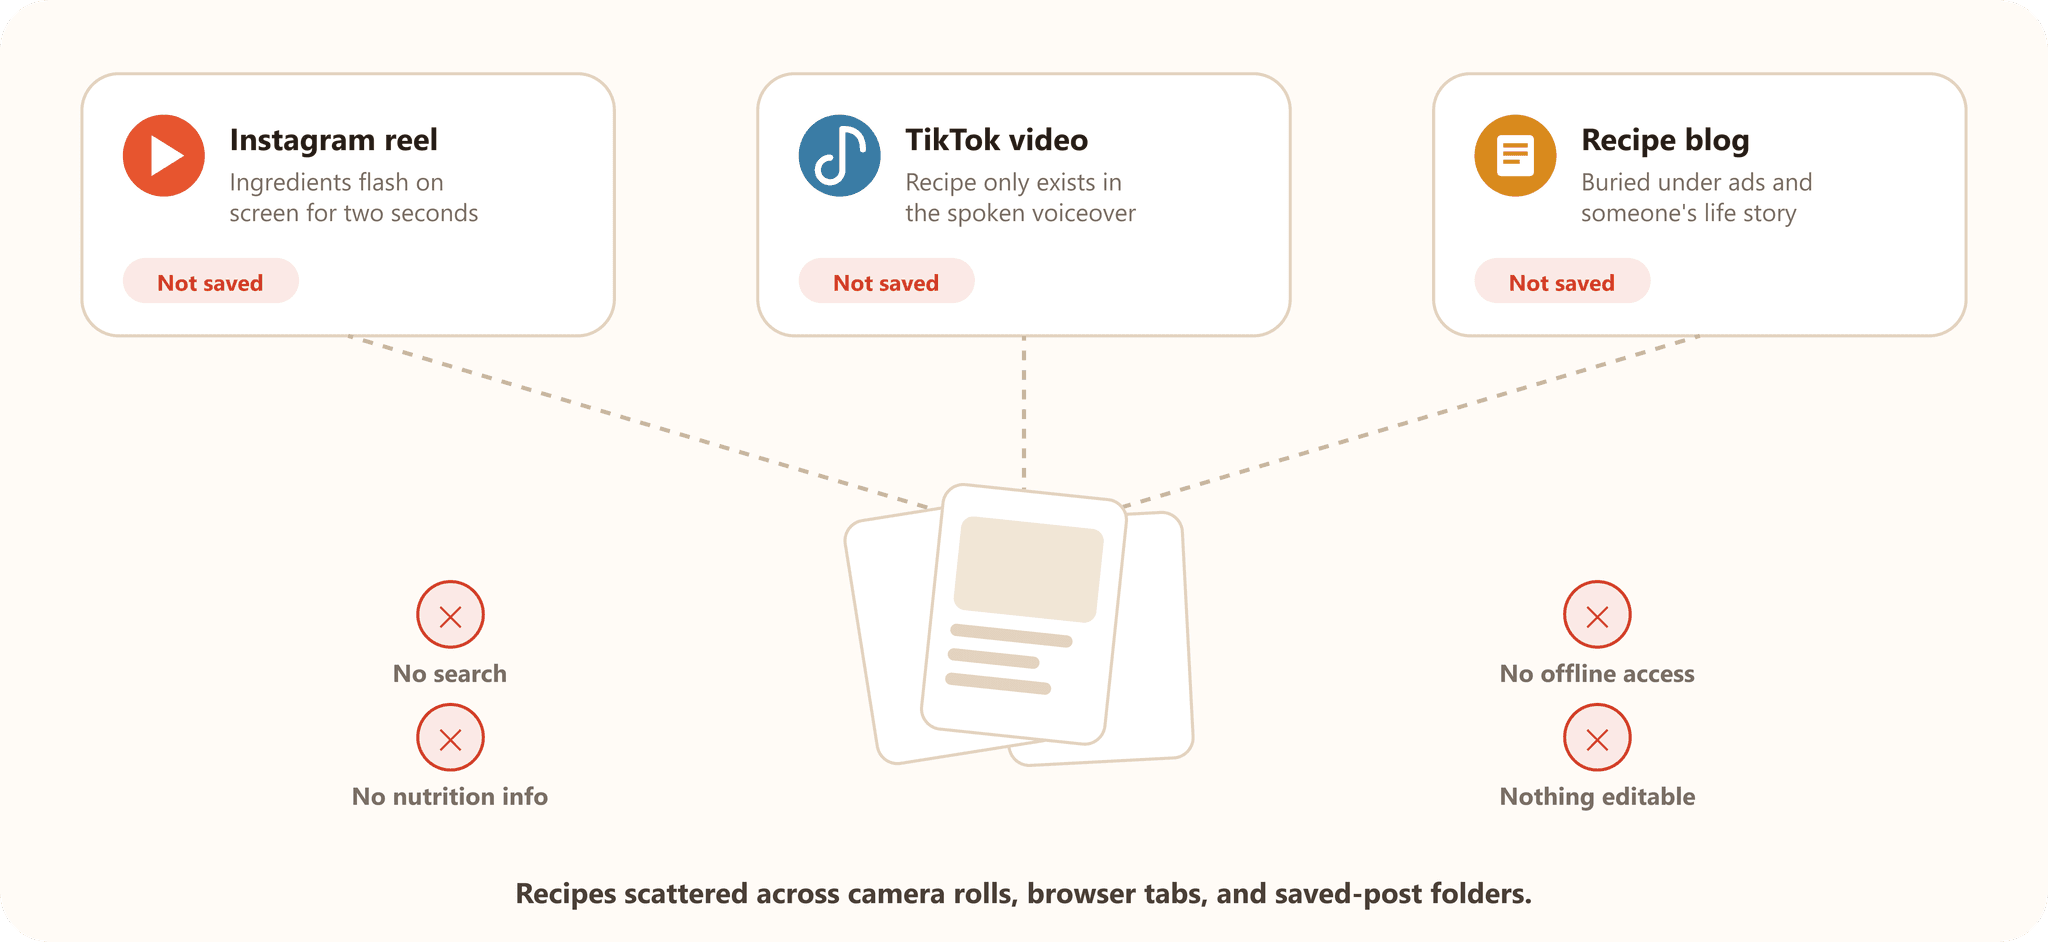 Instagram reel
Ingredients flash on
screen for two seconds
Not saved
TikTok video
Recipe only exists in
the spoken voiceover
Not saved
Recipe blog
Buried under ads and
someone's life story
Not saved
No search
No nutrition info
No offline access
Nothing editable
Recipes scattered across camera rolls, browser tabs, and saved-post folders.